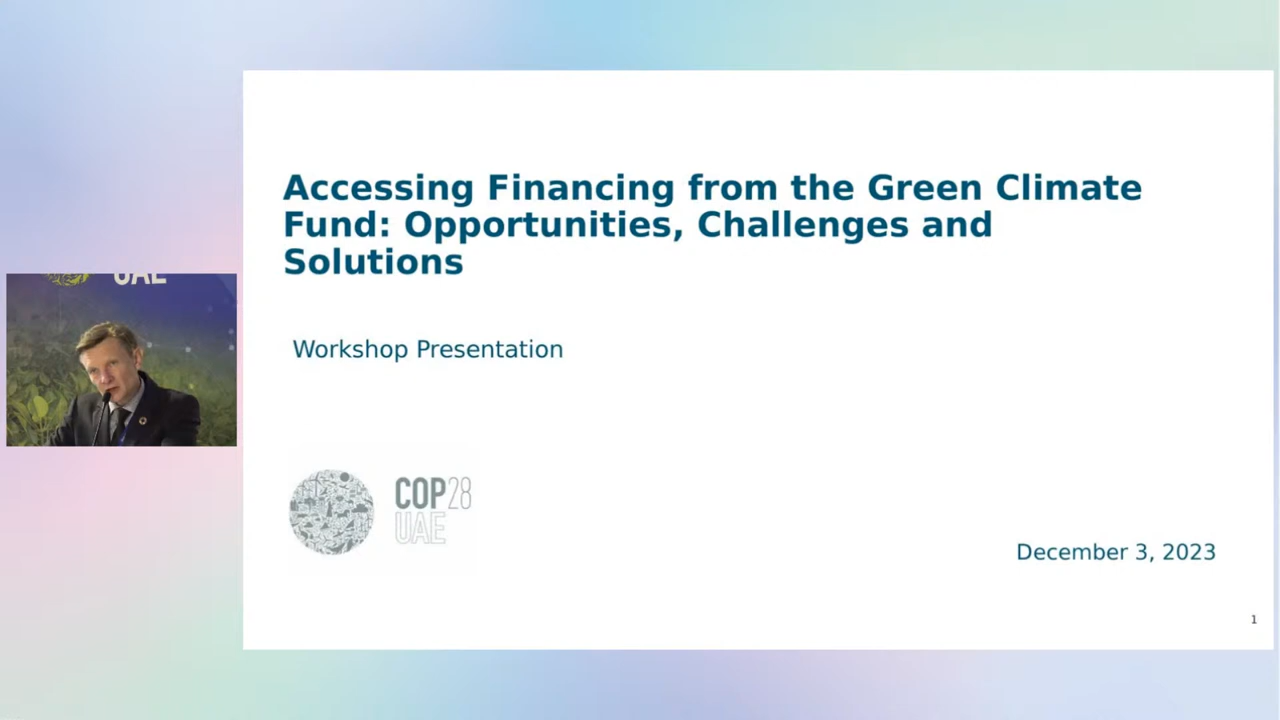 UAE
Accessing Financing from the Green Climate
Fund: Opportunities, Challenges and
Solutions
Workshop Presentation
COP28
UAE
December 3, 2023
1